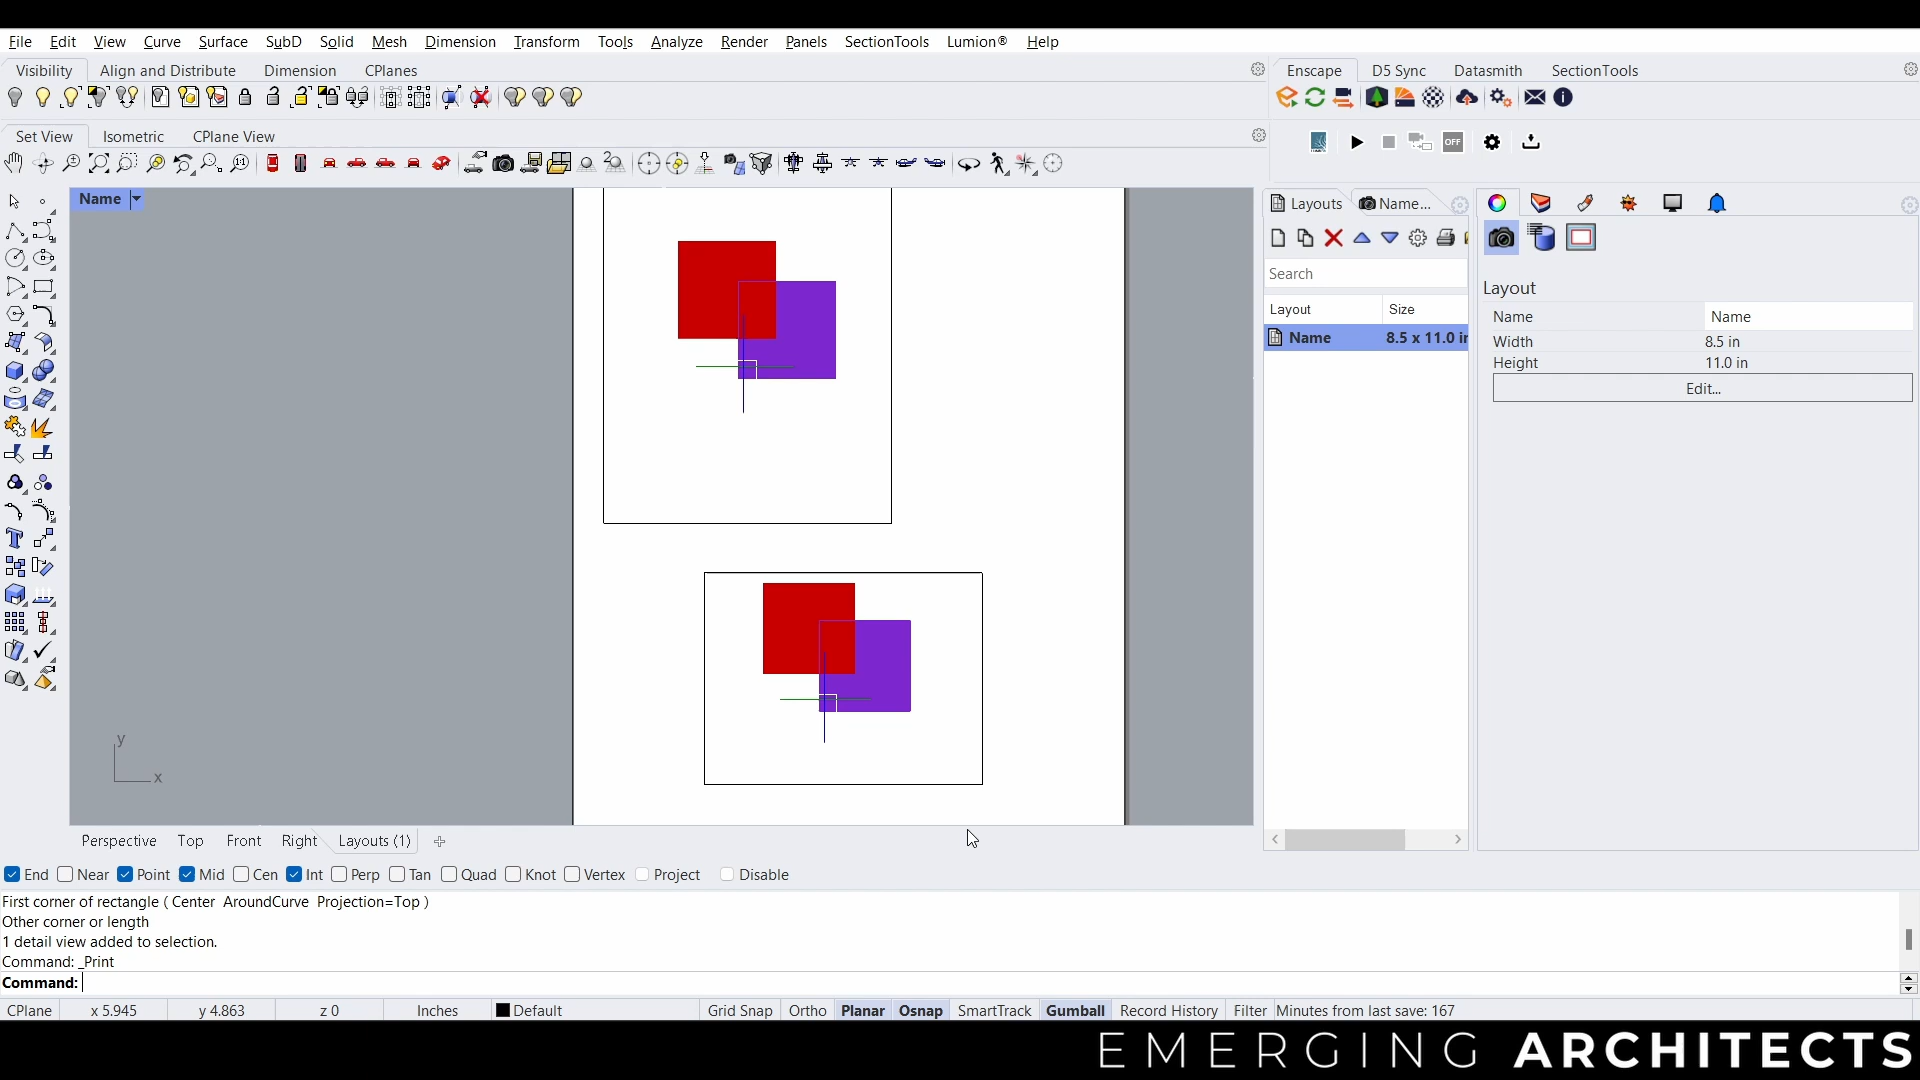 File Edit View Curve Surface SubD Solid Mesh Dimension Transform Tools Analyze Render Panels SectionTools Lumion® Help
Visibility Align and Distribute Dimension CPlanes
Enscape D5 Sync Datasmith SectionTools
Set View Isometric CPlane View
OFF
Name
Layouts Name...
Search
Layout Size
Name 8.5 x 11.0 in
Layout
Name Name
Width 8.5 in
Height 11.0 in
Edit...
y
x
Perspective Top Front Right Layouts (1)
End Near Point Mid Cen Int Perp Tan Quad Knot Vertex Project Disable
First corner of rectangle ( Center AroundCurve Projection=Top )
Other corner or length
1 detail view added to selection.
Command: _Print
Command:
CPlane x 5.945 y 4.863 z 0 Inches Default Grid Snap Ortho Planar Osnap SmartTrack Gumball Record History Filter Minutes from last save: 167
EMERGING ARCHITECTS